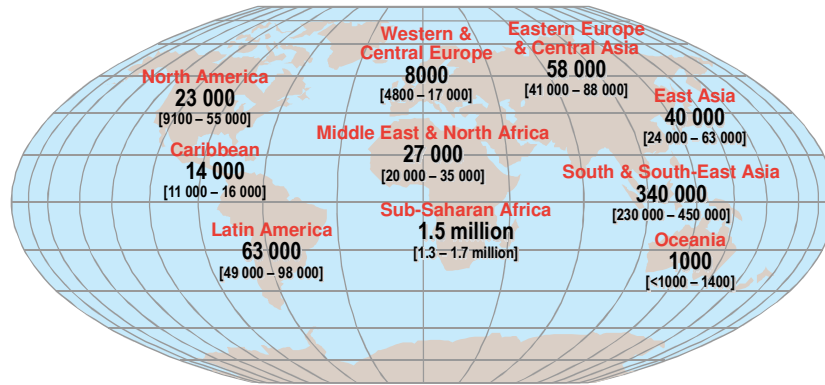 Western &
Central Europe
8000
[4800 – 17 000]
Eastern Europe
& Central Asia
58 000
[41 000 – 88 000]
North America
23 000
[9100 – 55 000]
East Asia
40 000
[24 000 – 63 000]
Middle East & North Africa
27 000
[20 000 – 35 000]
Caribbean
14 000
[11 000 – 16 000]
South & South-East Asia
340 000
[230 000 – 450 000]
Sub-Saharan Africa
1.5 million
[1.3 – 1.7 million]
Latin America
63 000
[49 000 – 98 000]
Oceania
1000
[<1000 – 1400]